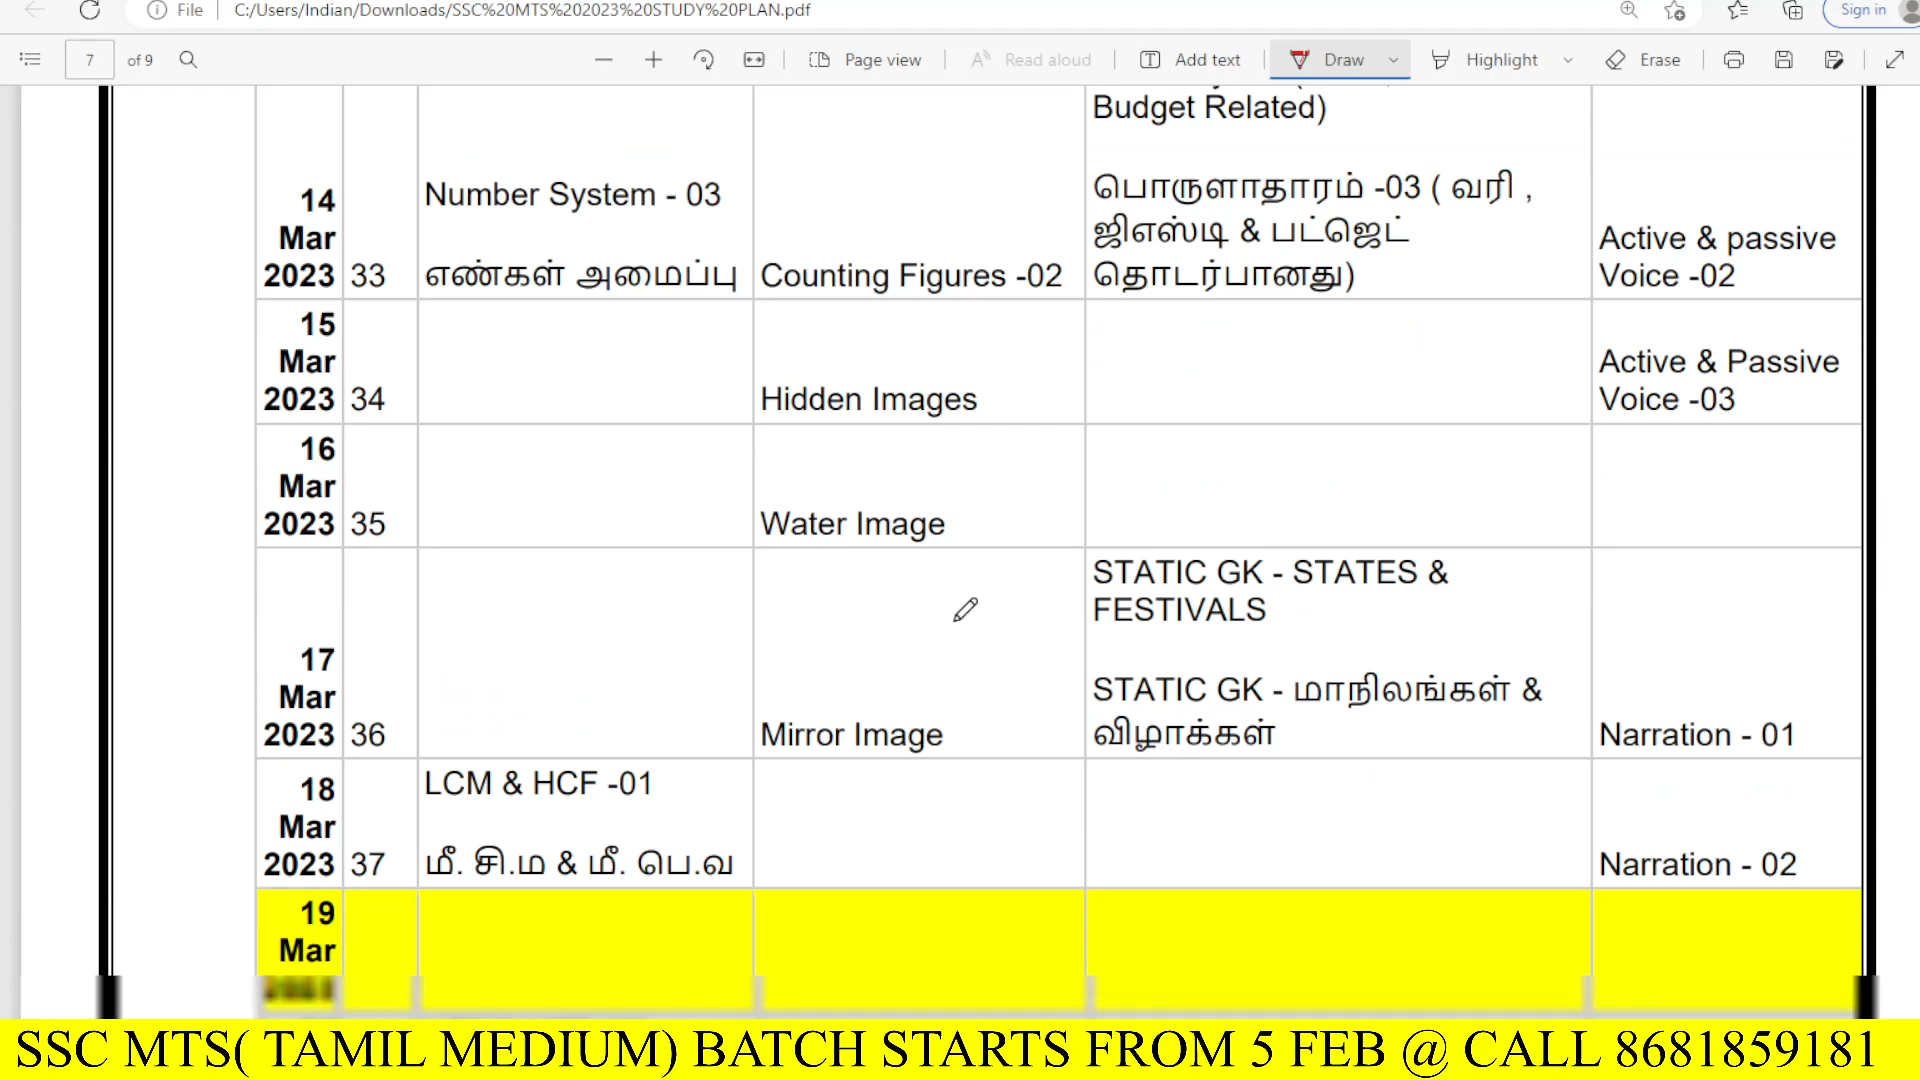 File
C:/Users/Indian/Downloads/SSC%20MTS%202023%20STUDY%20PLAN.pdf
Sign in
7 of 9
Page view
Read aloud
Add text
Draw
Highlight
Erase
Budget Related)
14
Mar
2023
33
Number System - 03
எண்கள் அமைப்பு
Counting Figures -02
பொருளாதாரம் -03 ( வரி ,
ஜிஎஸ்டி & பட்ஜெட்
தொடர்பானது)
Active & passive
Voice -02
15
Mar
2023
34
Hidden Images
Active & Passive
Voice -03
16
Mar
2023
35
Water Image
17
Mar
2023
36
Mirror Image
STATIC GK - STATES &
FESTIVALS
STATIC GK - மாநிலங்கள் &
விழாக்கள்
Narration - 01
18
Mar
2023
37
LCM & HCF -01
மீ. சி.ம & மீ. பெ.வ
Narration - 02
19
Mar
SSC MTS( TAMIL MEDIUM) BATCH STARTS FROM 5 FEB @ CALL 8681859181